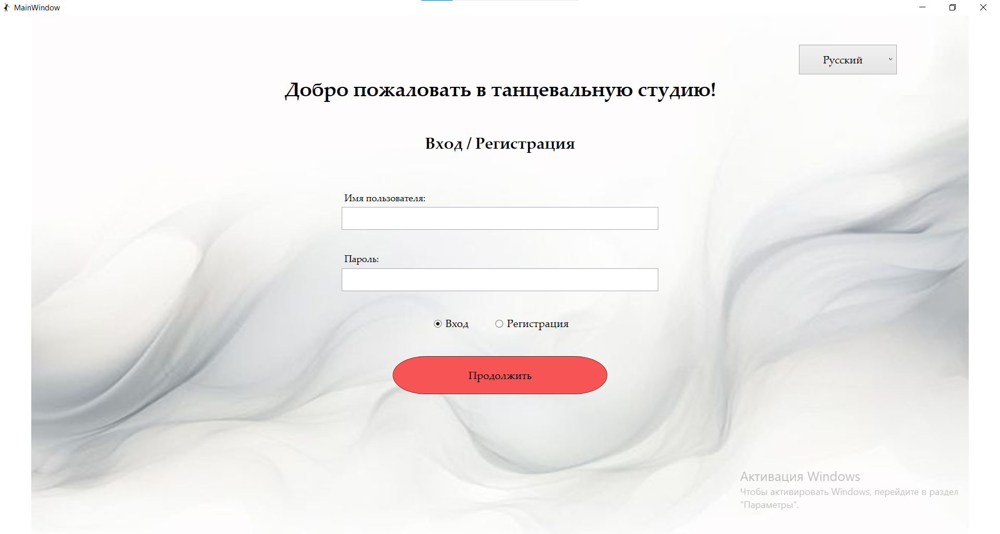 MainWindow
Русский
Добро пожаловать в танцевальную студию!
Вход / Регистрация
Имя пользователя:
Пароль:
Вход
Регистрация
Продолжить
Активация Windows
Чтобы активировать Windows, перейдите в раздел
"Параметры".